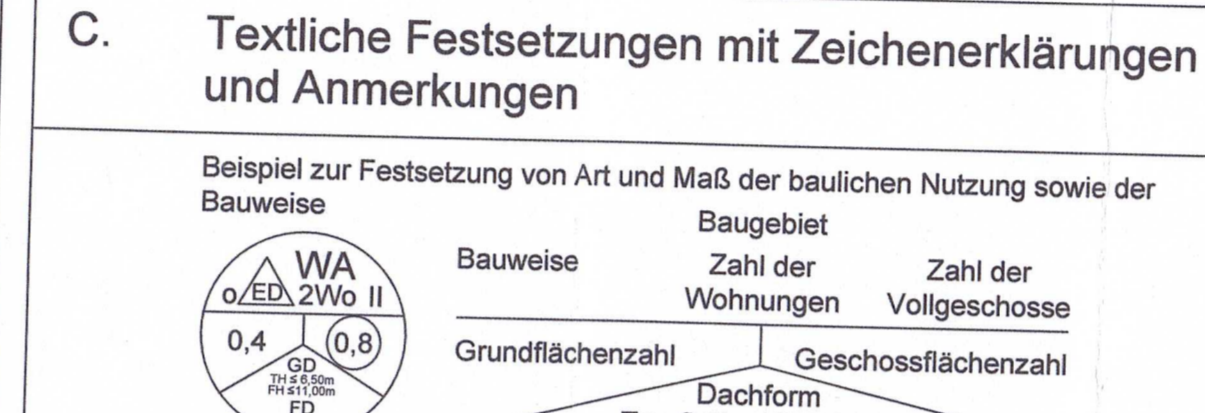 C. Textliche Festsetzungen mit Zeichenerklärungen
und Anmerkungen
Beispiel zur Festsetzung von Art und Maß der baulichen Nutzung sowie der
Bauweise
WA
o ED 2Wo II
0,4 0,8
GD
TH ≤ 6,50m
FH ≤11,00m
ED
Baugebiet
Bauweise Zahl der Zahl der
Wohnungen Vollgeschosse
Grundflächenzahl Geschossflächenzahl
Dachform